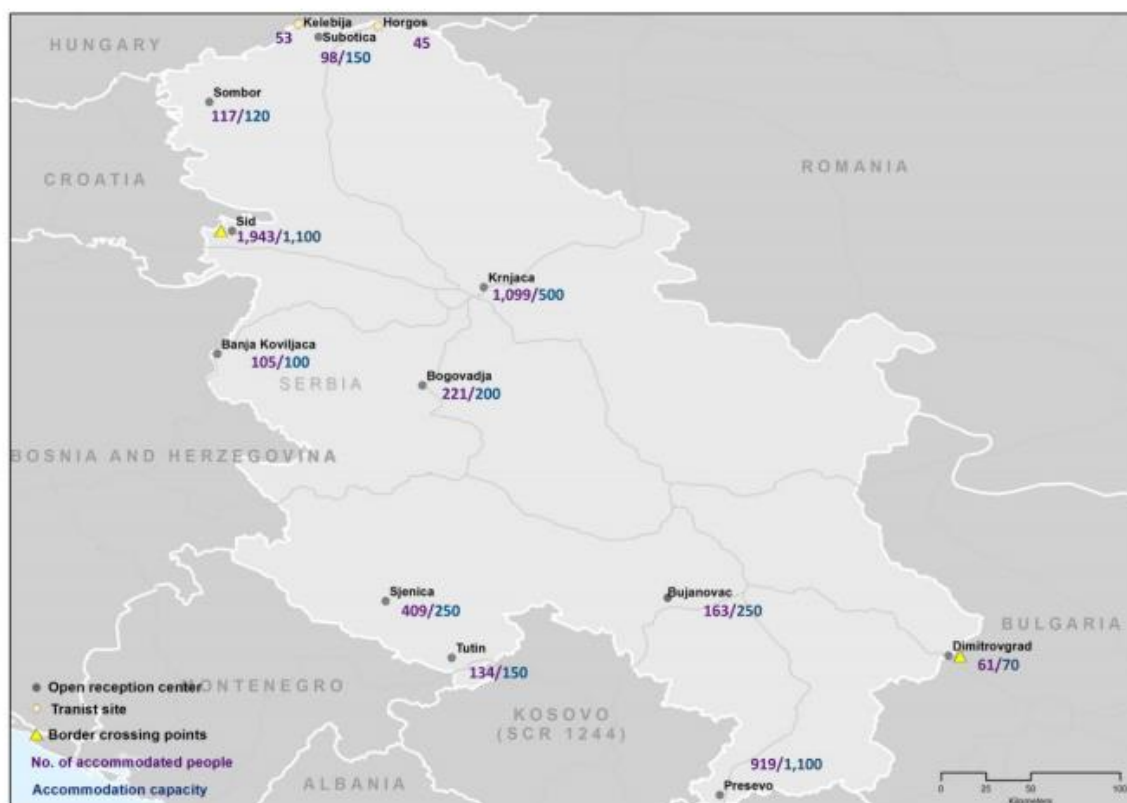 Kelebija
Horgos
HUNGARY
53
Subotica
45
98/150
Sombor
117/120
ROMANIA
CROATIA
Sid
1,943/1,100
Krnjaca
1,099/500
Banja Koviljaca
105/100
Bogovadja
SERBIA
221/200
BOSNIA AND HERZEGOVINA
Sjenica
409/250
Bujanovac
163/250
BULGARIA
Tutin
134/150
Dimitrovgrad
61/70
MONTENEGRO
KOSOVO
(SCR 1244)
919/1,100
Presevo
ALBANIA
Open reception center
Tranist site
Border crossing points
No. of accommodated people
Accommodation capacity
0 25 50 100
Kilometers